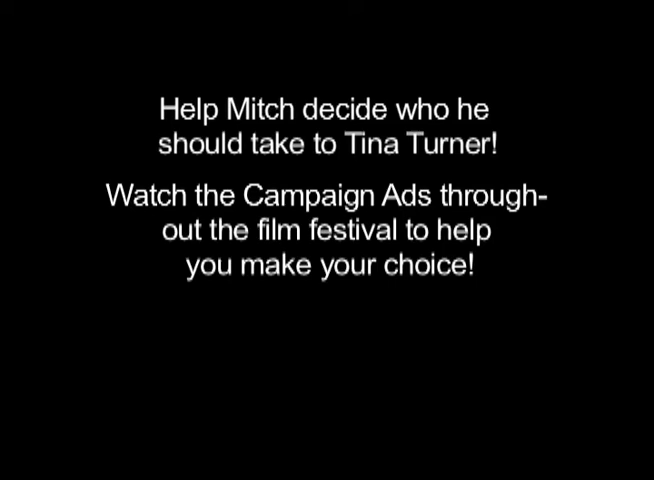 Help Mitch decide who he
should take to Tina Turner!
Watch the Campaign Ads through-
out the film festival to help
you make your choice!